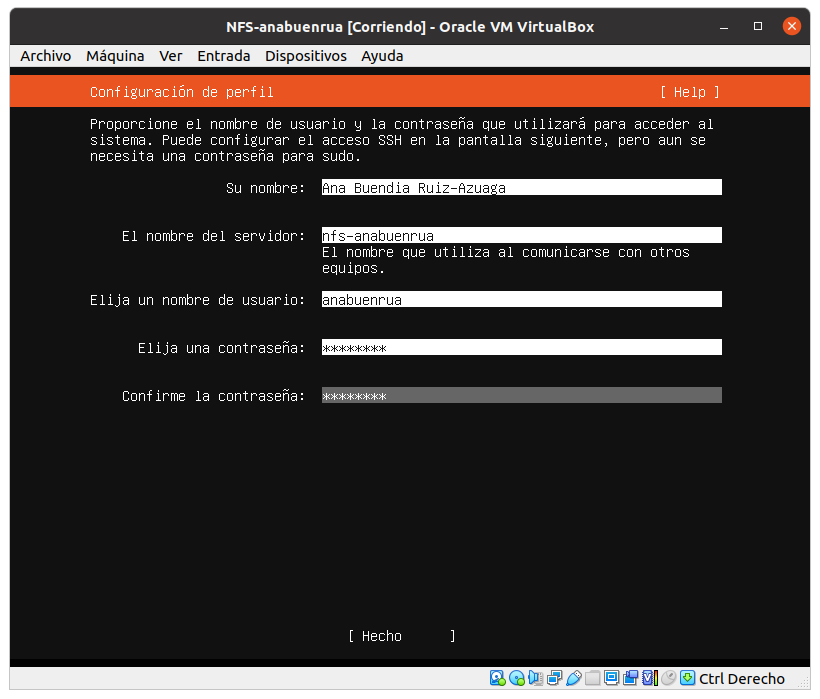 NFS-anabuenrua [Corriendo] - Oracle VM VirtualBox
Archivo Máquina Ver Entrada Dispositivos Ayuda
Configuración de perfil [ Help ]
Proporcione el nombre de usuario y la contraseña que utilizará para acceder al
sistema. Puede configurar el acceso SSH en la pantalla siguiente, pero aun se
necesita una contraseña para sudo.
Su nombre: Ana Buendia Ruiz-Azuaga
El nombre del servidor: nfs-anabuenrua
El nombre que utiliza al comunicarse con otros
equipos.
Elija un nombre de usuario: anabuenrua
Elija una contraseña: ********
Confirme la contraseña: ********
[ Hecho ]
Ctrl Derecho